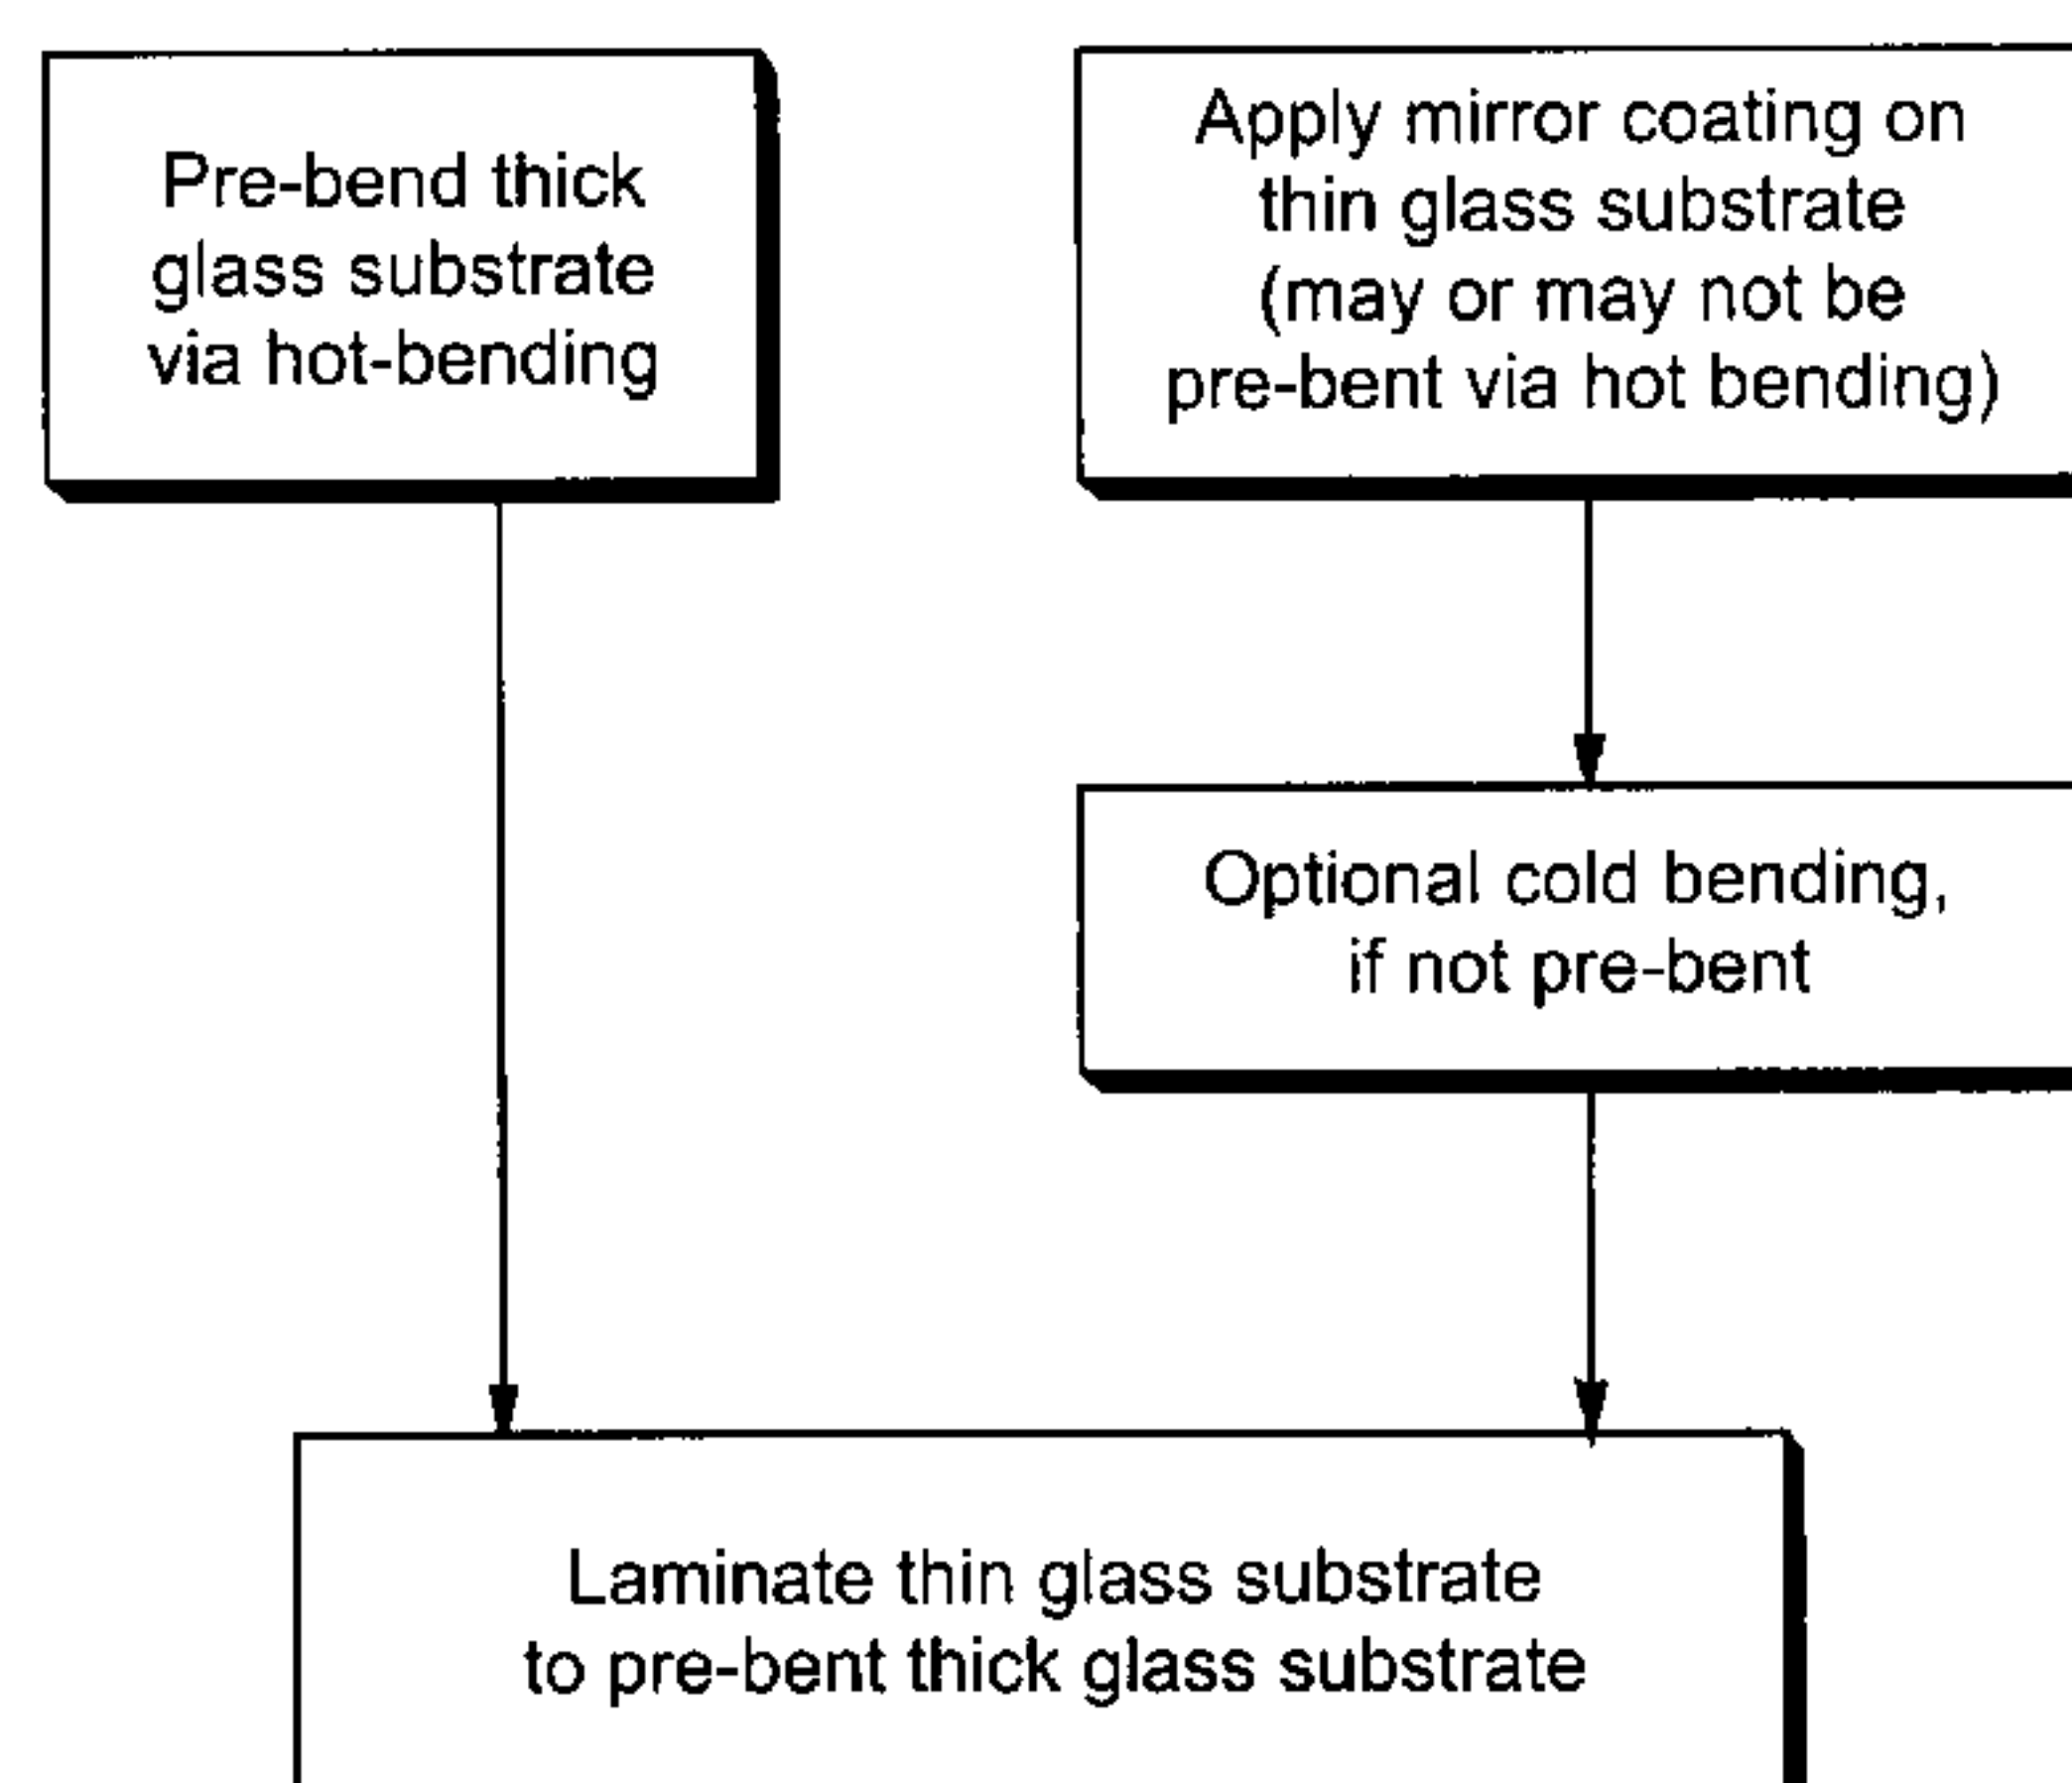 Pre-bend thick
glass substrate
via hot-bending
Apply mirror coating on
thin glass substrate
(may or may not be
pre-bent via hot bending)
Optional cold bending,
if not pre-bent
Laminate thin glass substrate
to pre-bent thick glass substrate